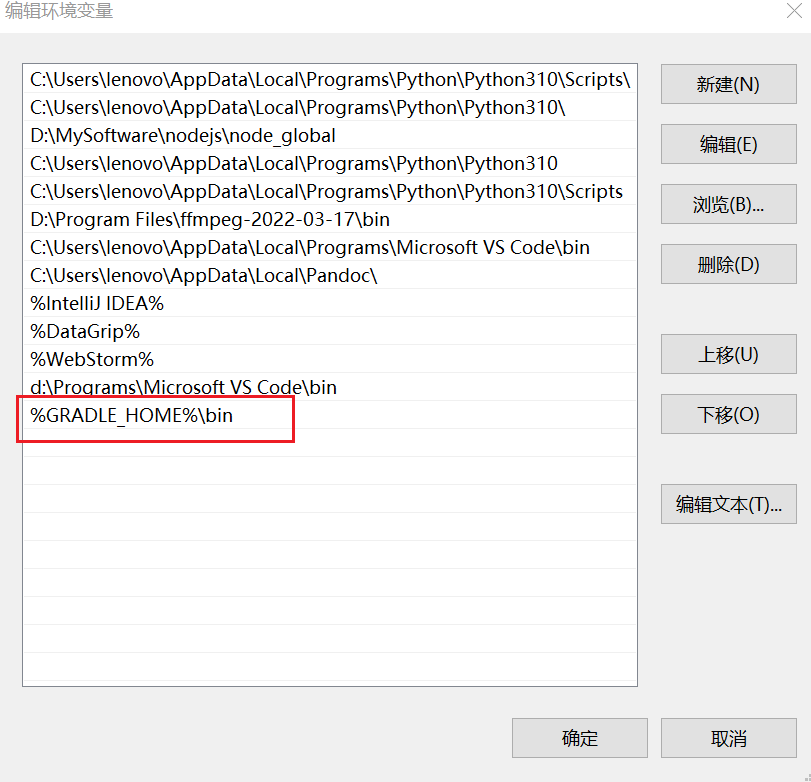 编辑环境变量
C:\Users\lenovo\AppData\Local\Programs\Python\Python310\Scripts\
C:\Users\lenovo\AppData\Local\Programs\Python\Python310\
D:\MySoftware\nodejs\node_global
C:\Users\lenovo\AppData\Local\Programs\Python\Python310
C:\Users\lenovo\AppData\Local\Programs\Python\Python310\Scripts
D:\Program Files\ffmpeg-2022-03-17\bin
C:\Users\lenovo\AppData\Local\Programs\Microsoft VS Code\bin
C:\Users\lenovo\AppData\Local\Pandoc\
%IntelliJ IDEA%
%DataGrip%
%WebStorm%
d:\Programs\Microsoft VS Code\bin
%GRADLE_HOME%\bin
新建(N)
编辑(E)
浏览(B)...
删除(D)
上移(U)
下移(O)
编辑文本(T)...
确定
取消